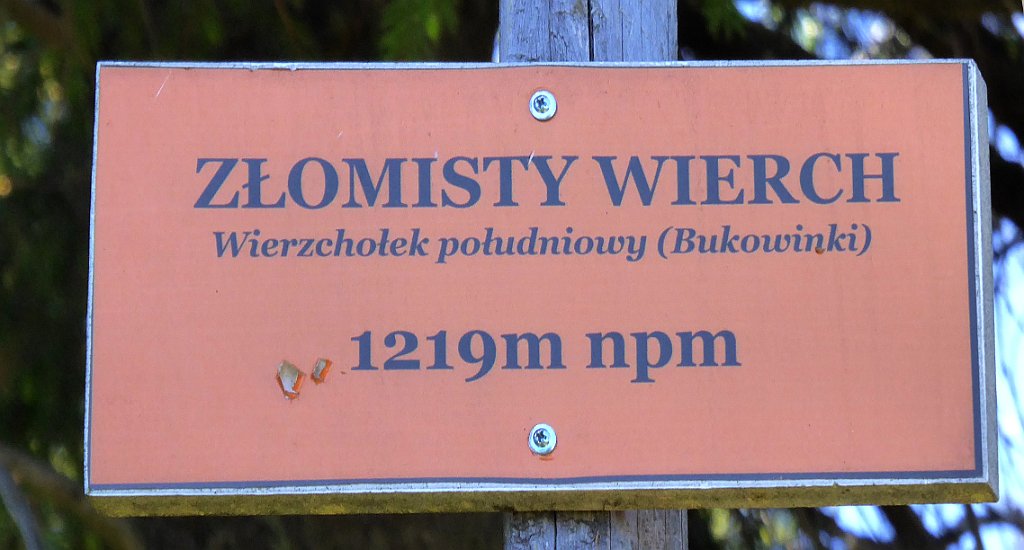 ZŁOMISTY WIERCH
Wierzchołek południowy (Bukowinki)
1219m npm